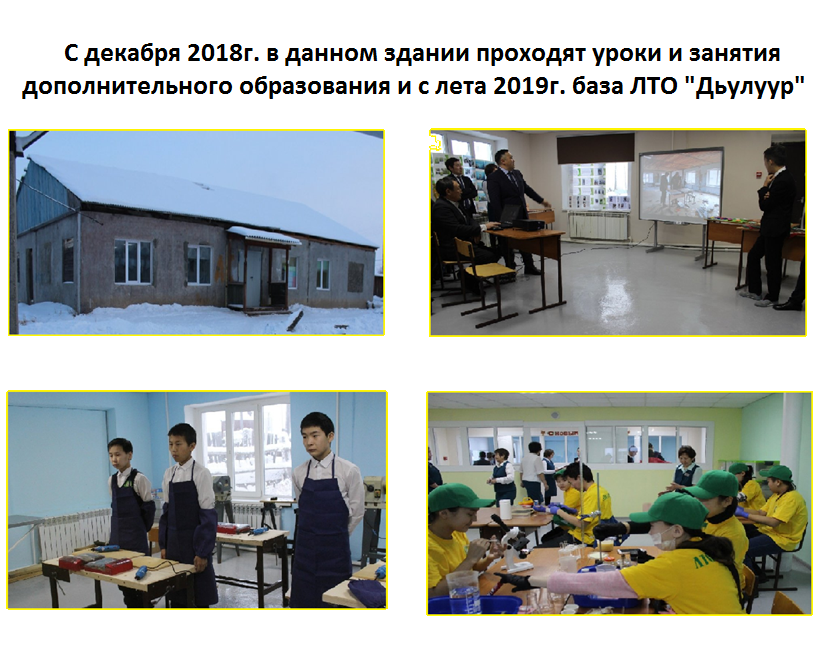 С декабря 2018г. в данном здании проходят уроки и занятия
дополнительного образования и с лета 2019г. база ЛТО "Дьулуур"